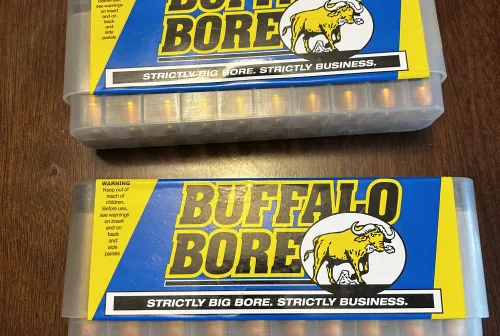 see warnings
on insert
and on
back
and
side
panels
BUFFALO
BORE
STRICTLY BIG BORE. STRICTLY BUSINESS.
WARNING
Keep out of
reach of
children.
Before use,
see warnings
on insert
and on
back
and
side
panels
BUFFALO
BORE
STRICTLY BIG BORE. STRICTLY BUSINESS.